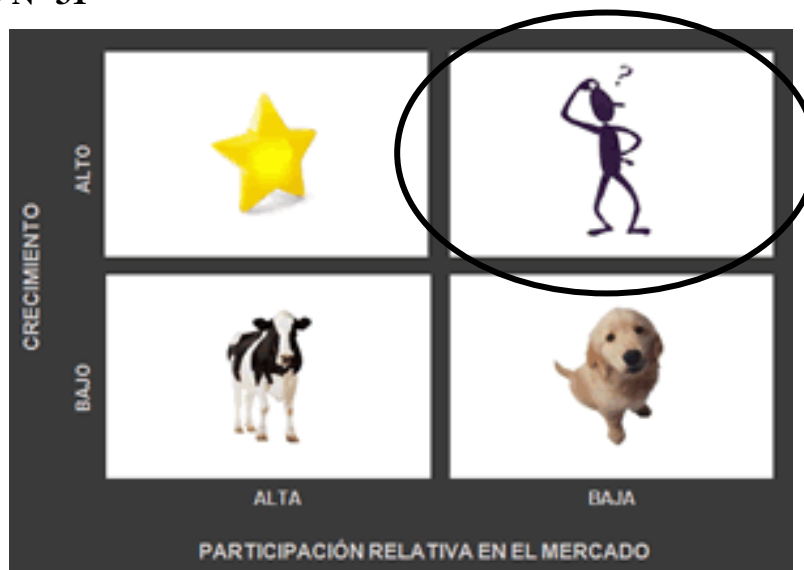 ALTO
CRECIMIENTO
BAJO
?
ALTA BAJA
PARTICIPACIÓN RELATIVA EN EL MERCADO